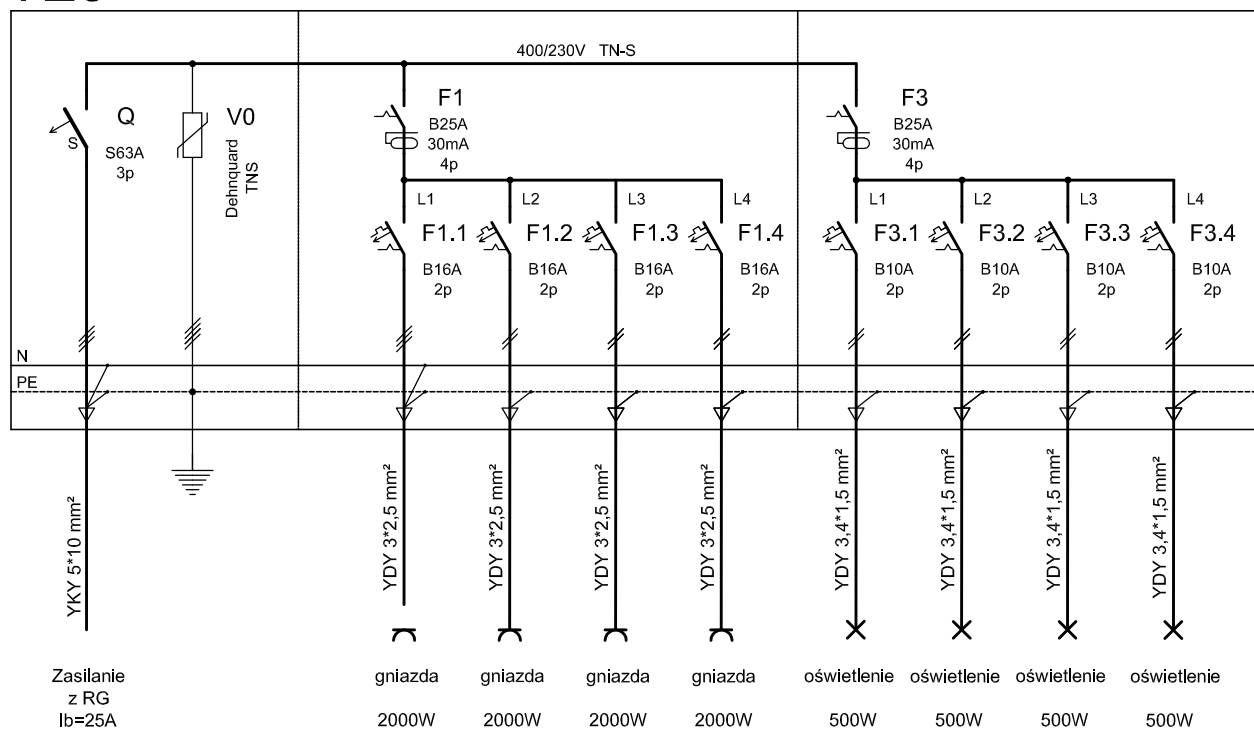 400/230V TN-S
Q
S63A
3p
V0
Dehnquard
TNS
F1
B25A
30mA
4p
F3
B25A
30mA
4p
L1
L2
L3
L4
L1
L2
L3
L4
F1.1
F1.2
F1.3
F1.4
F3.1
F3.2
F3.3
F3.4
B16A
B16A
B16A
B16A
B10A
B10A
B10A
B10A
2p
2p
2p
2p
2p
2p
2p
2p
S
N
PE
YKY 5*10 mm²
YDY 3*2,5 mm²
YDY 3*2,5 mm²
YDY 3*2,5 mm²
YDY 3*2,5 mm²
YDY 3,4*1,5 mm²
YDY 3,4*1,5 mm²
YDY 3,4*1,5 mm²
YDY 3,4*1,5 mm²
Zasilanie
z RG
Ib=25A
gniazda
gniazda
gniazda
gniazda
oświetlenie
oświetlenie
oświetlenie
oświetlenie
2000W
2000W
2000W
2000W
500W
500W
500W
500W